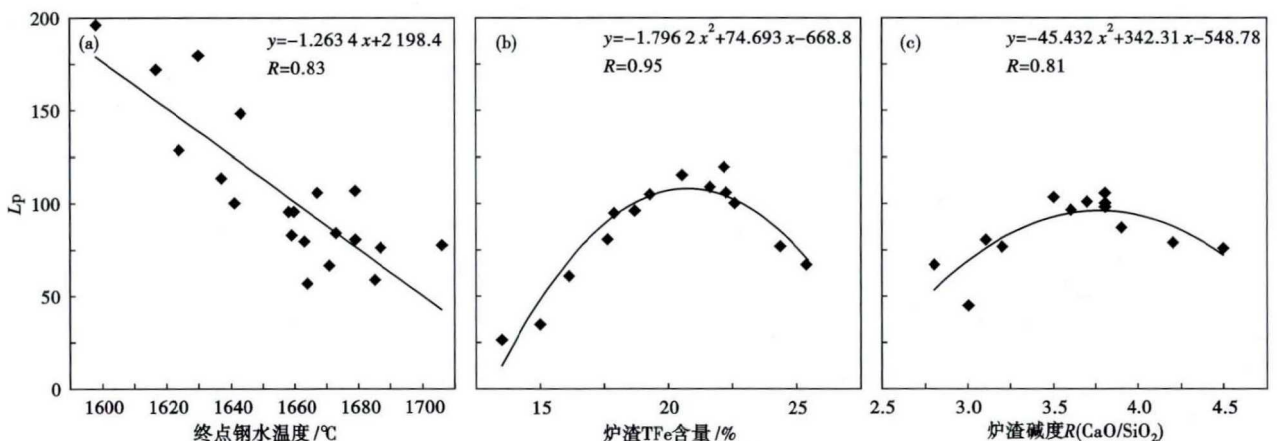 (a)
y=−1.263 4 x+2 198.4
R=0.83
200
150
100
50
0
Lp
1600 1620 1640 1660 1680 1700
终点钢水温度/℃
(b)
y=−1.796 2 x²+74.693 x−668.8
R=0.95
15 20 25
炉渣TFe含量/%
(c)
y=−45.432 x²+342.31 x−548.78
R=0.81
2.5 3.0 3.5 4.0 4.5
炉渣碱度R(CaO/SiO₂)